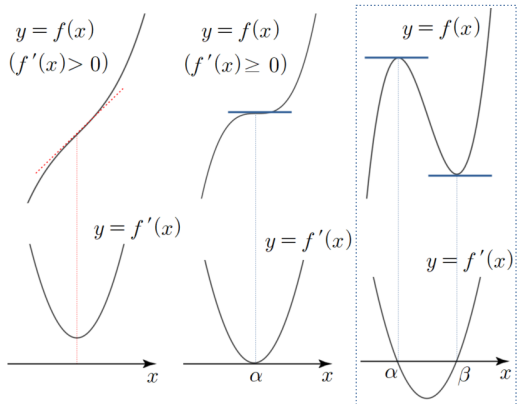 y = f(x)
(f′(x) > 0)
y = f′(x)
x
y = f(x)
(f′(x) ≥ 0)
y = f′(x)
α
x
y = f(x)
y = f′(x)
α
β
x